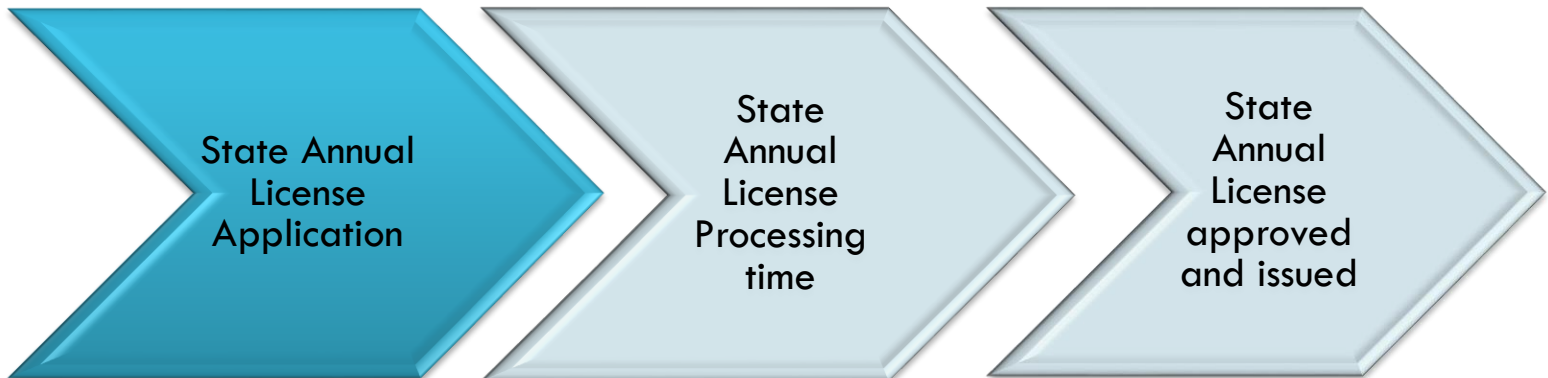 State Annual
License
Application
State
Annual
License
Processing
time
State
Annual
License
approved
and issued